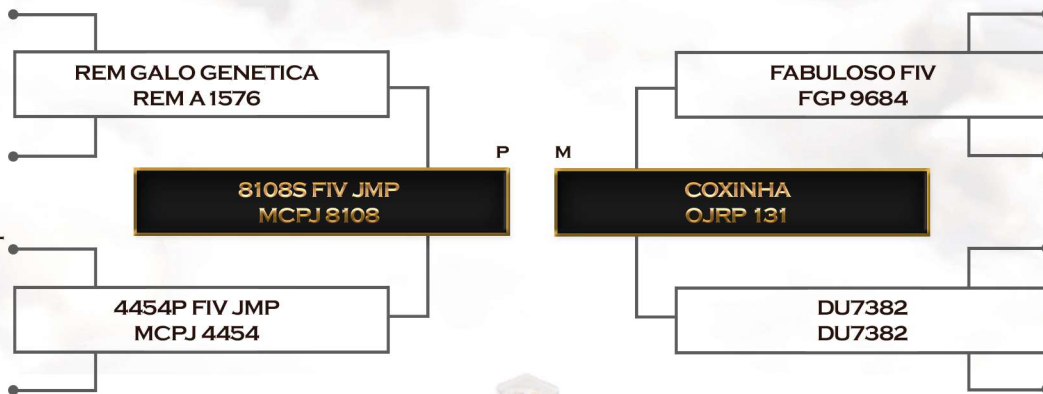 REM GALO GENETICA
REM A 1576
FABULOSO FIV
FGP 9684
P
M
8108S FIV JMP
MCPJ 8108
COXINHA
OJRP 131
4454P FIV JMP
MCPJ 4454
DU7382
DU7382